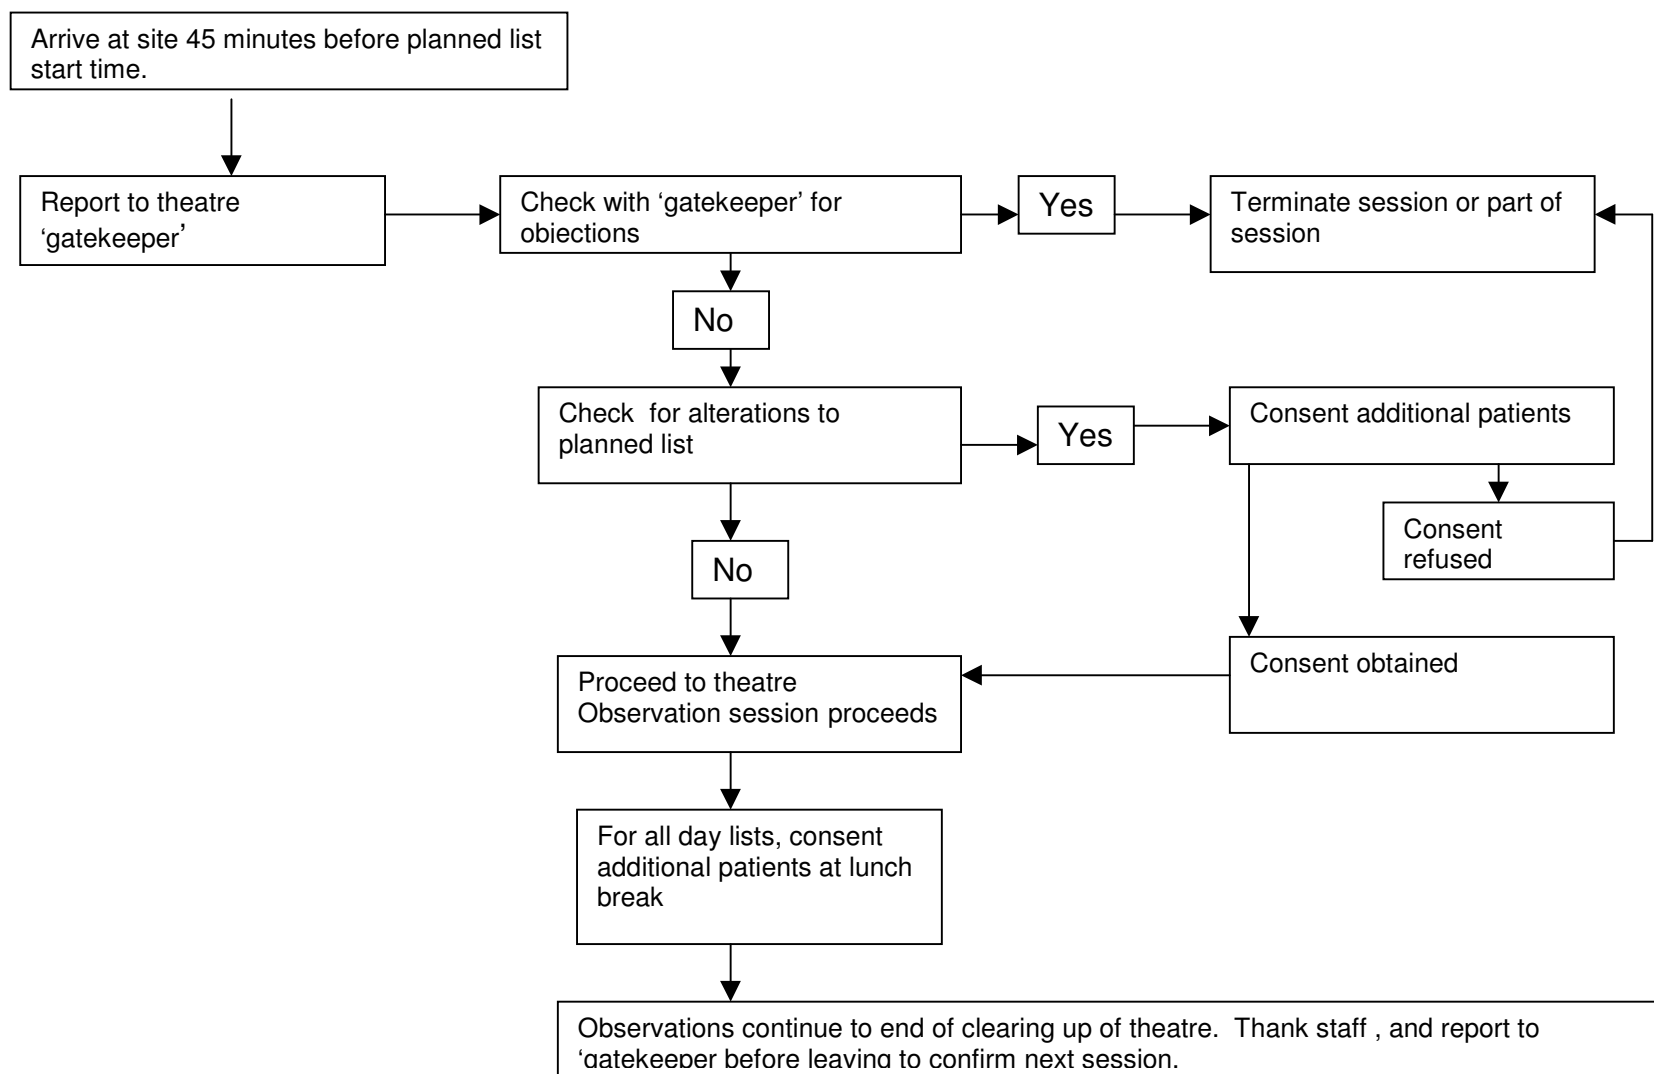 Arrive at site 45 minutes before planned list
start time.
Report to theatre
‘gatekeeper’
Check with ‘gatekeeper’ for
objections
Yes
Terminate session or part of
session
No
Check for alterations to
planned list
Yes
Consent additional patients
Consent
refused
No
Consent obtained
Proceed to theatre
Observation session proceeds
For all day lists, consent
additional patients at lunch
break
Observations continue to end of clearing up of theatre. Thank staff , and report to
‘gatekeeper before leaving to confirm next session.